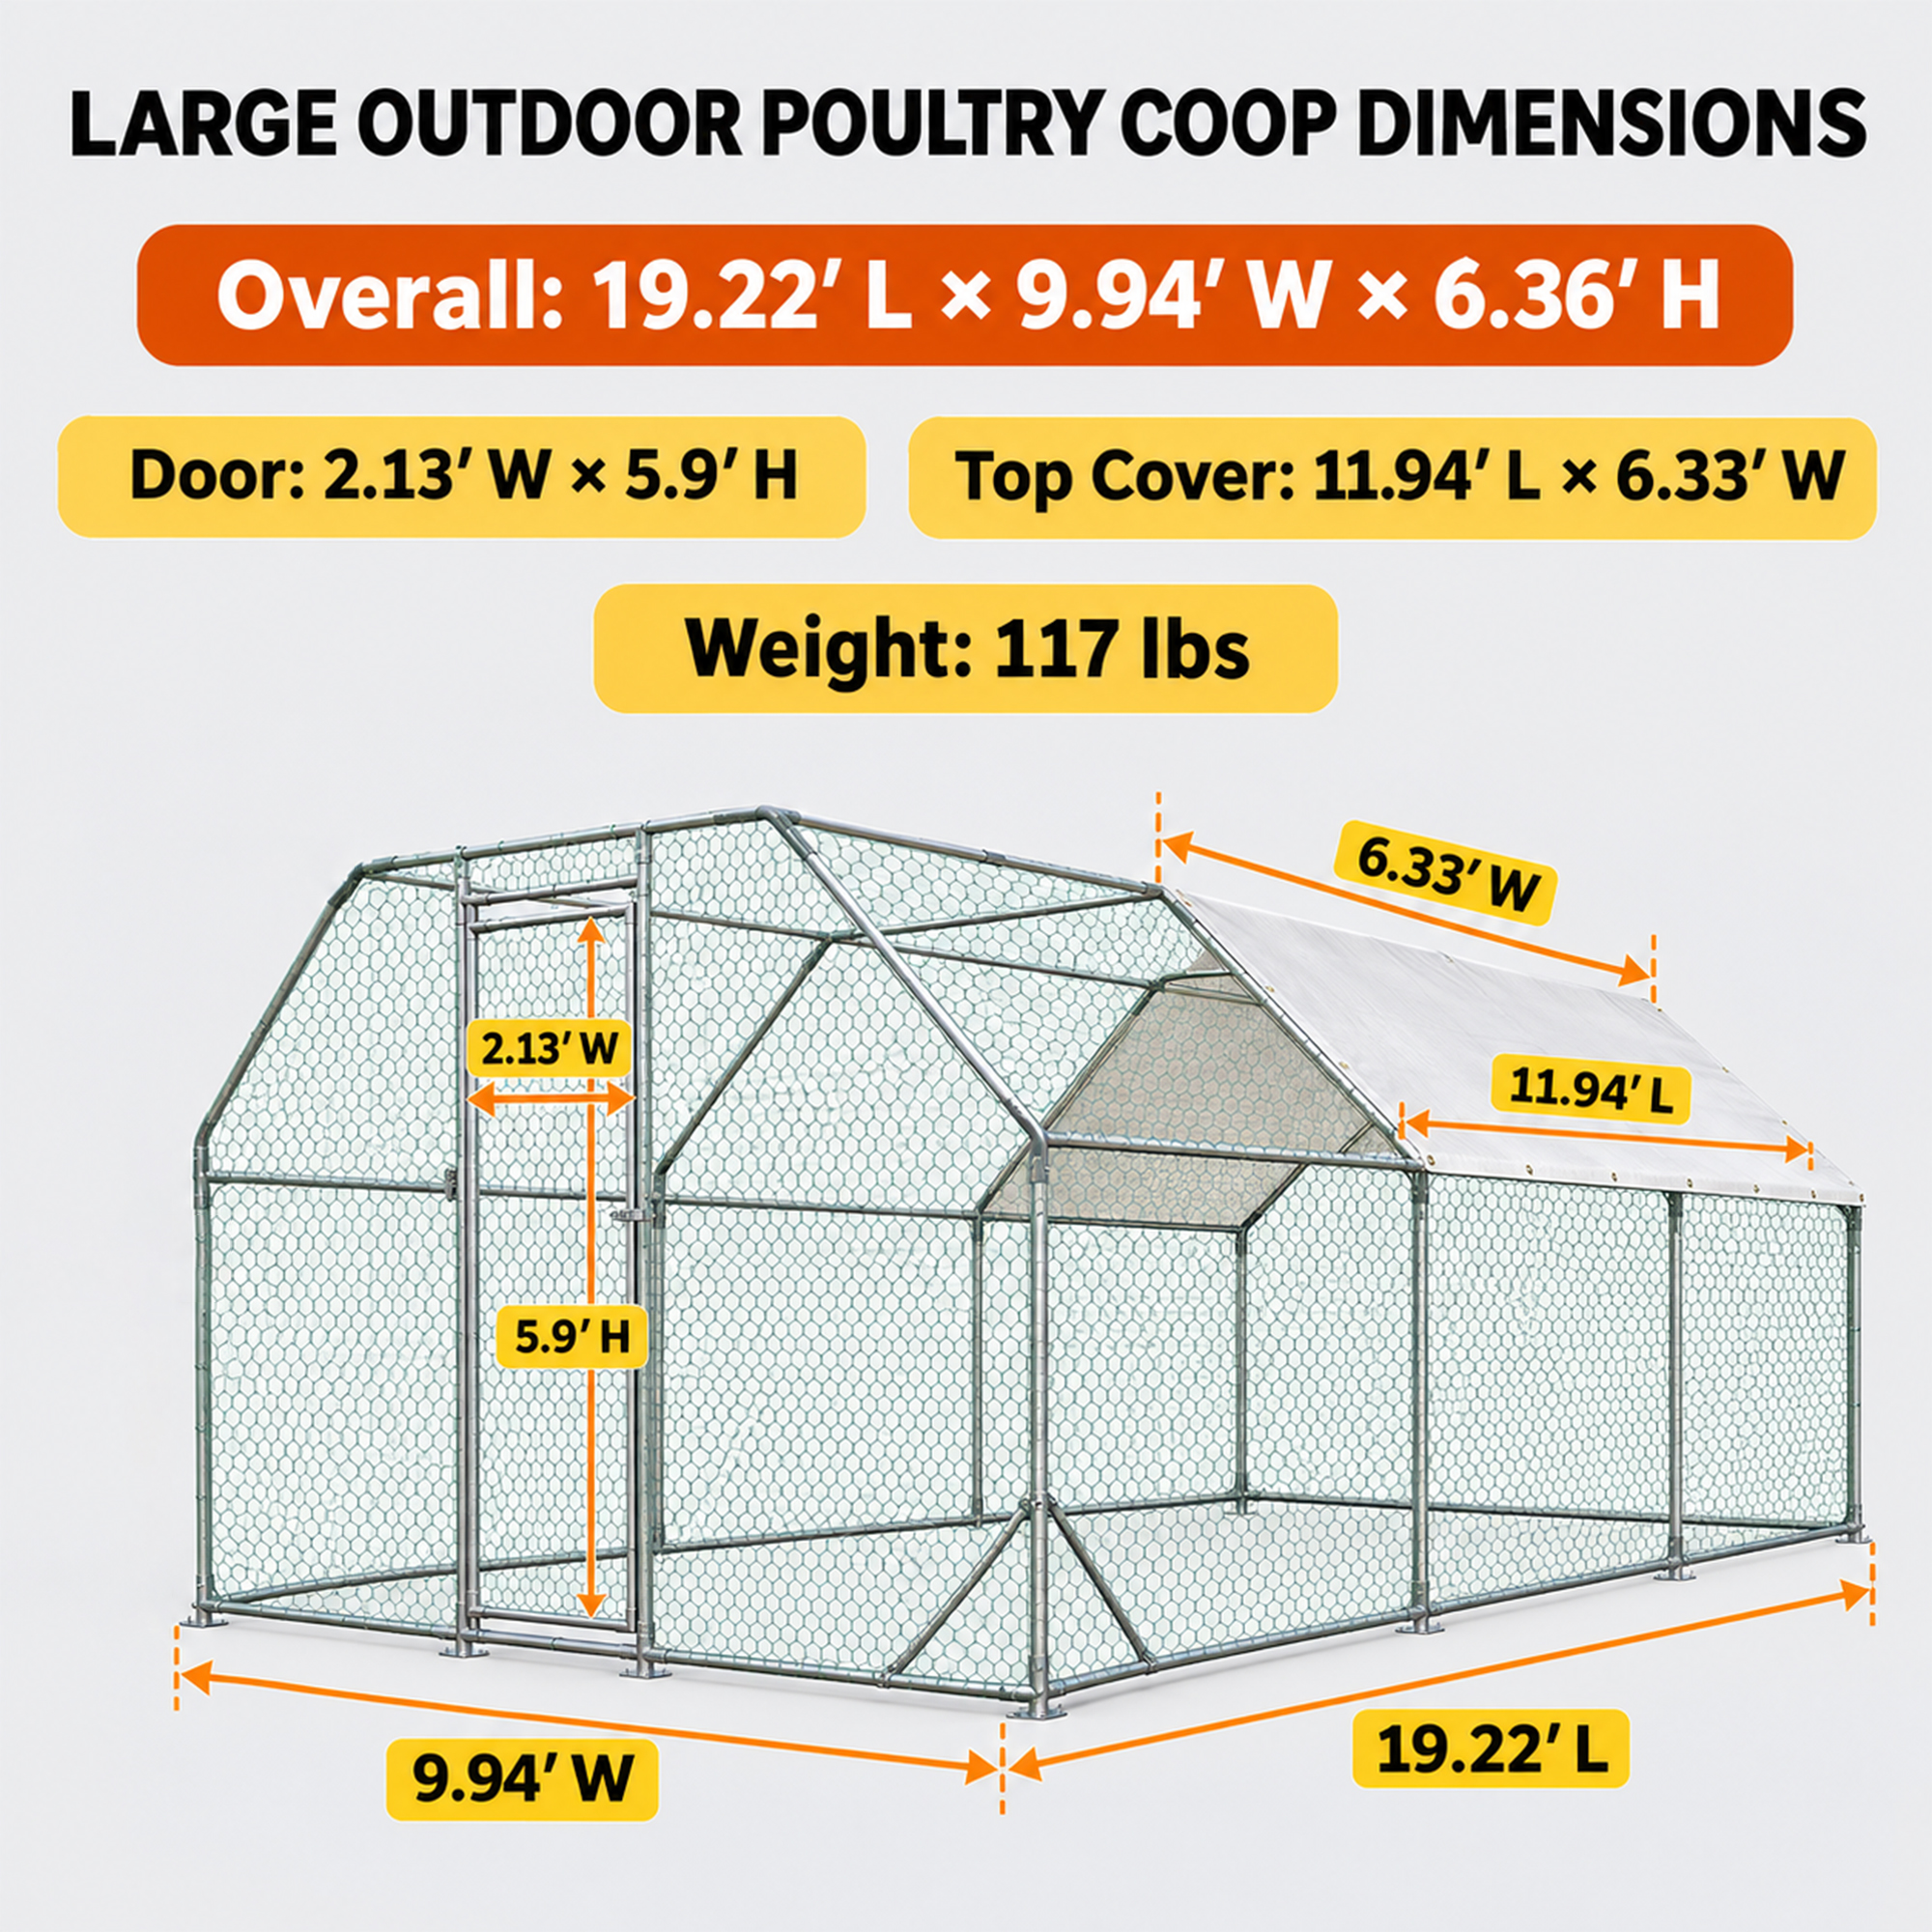 LARGE OUTDOOR POULTRY COOP DIMENSIONS
Overall: 19.22′ L × 9.94′ W × 6.36′ H
Door: 2.13′ W × 5.9′ H
Top Cover: 11.94′ L × 6.33′ W
Weight: 117 lbs
6.33′ W
2.13′ W
11.94′ L
5.9′ H
19.22′ L
9.94′ W